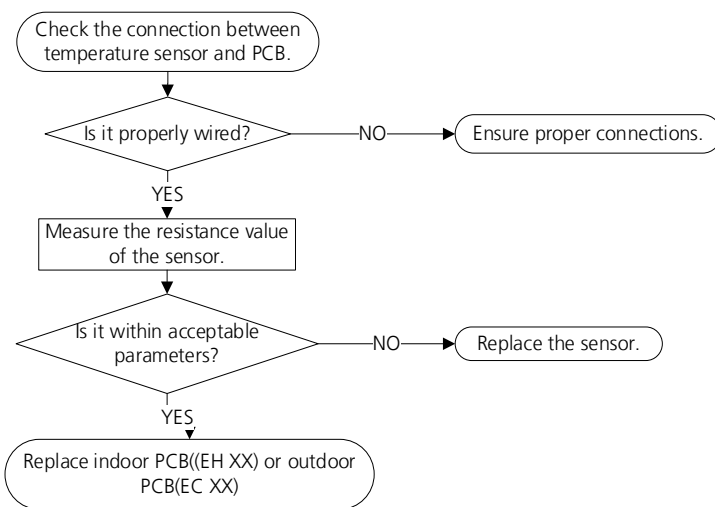 Check the connection between
temperature sensor and PCB.
Is it properly wired?
NO
Ensure proper connections.
YES
Measure the resistance value
of the sensor.
Is it within acceptable
parameters?
NO
Replace the sensor.
YES
Replace indoor PCB((EH XX) or outdoor
PCB(EC XX)